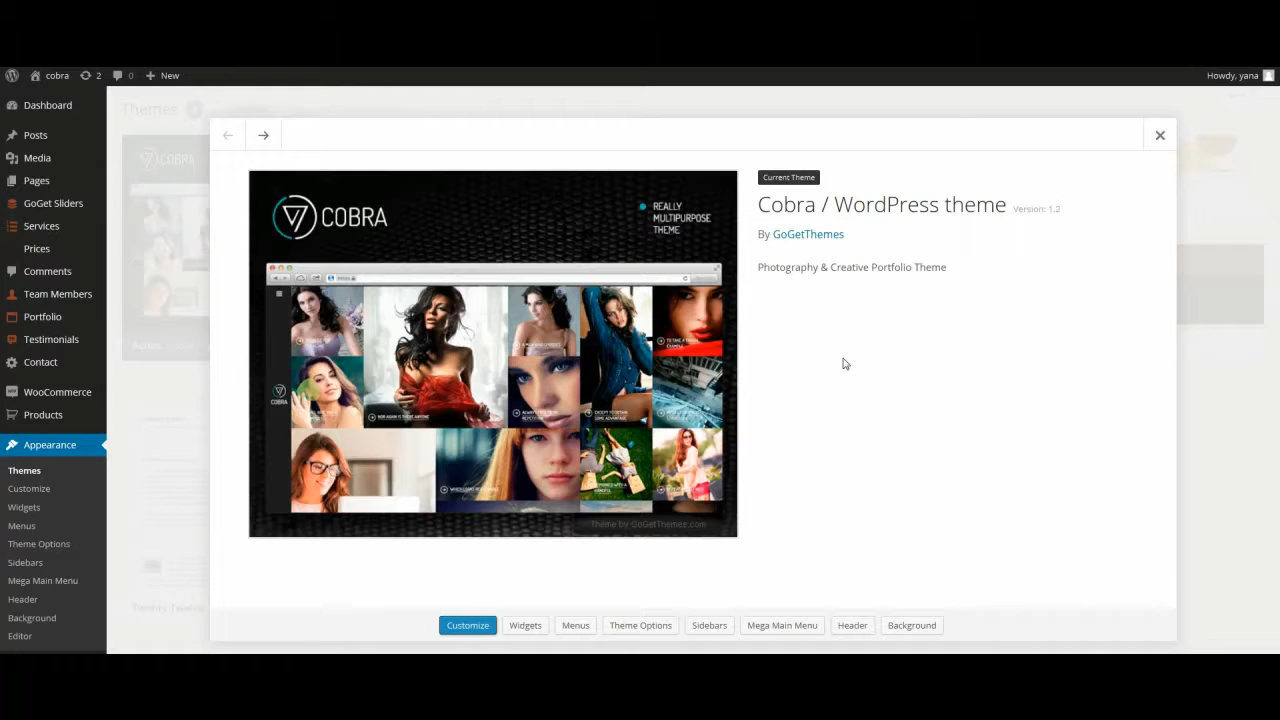 cobra
2
0
New
Howdy, yana
Dashboard
Posts
Media
Pages
GoGet Sliders
Services
Prices
Comments
Team Members
Portfolio
Testimonials
Contact
WooCommerce
Products
Appearance
Themes
Customize
Widgets
Menus
Theme Options
Sidebars
Mega Main Menu
Header
Background
Editor
Themes
COBRA
REALLY
MULTIPURPOSE
THEME
COBRA
Theme by GoGetThemes.com
Current Theme
Cobra / WordPress theme Version: 1.2
By GoGetThemes
Photography & Creative Portfolio Theme
Customize
Widgets
Menus
Theme Options
Sidebars
Mega Main Menu
Header
Background